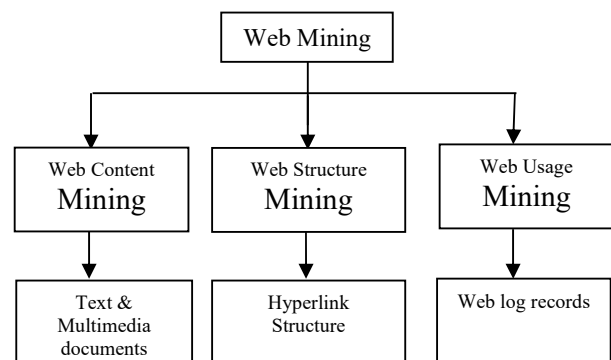 Web Mining
Web Content
Mining
Web Structure
Mining
Web Usage
Mining
Text &
Multimedia
documents
Hyperlink
Structure
Web log records